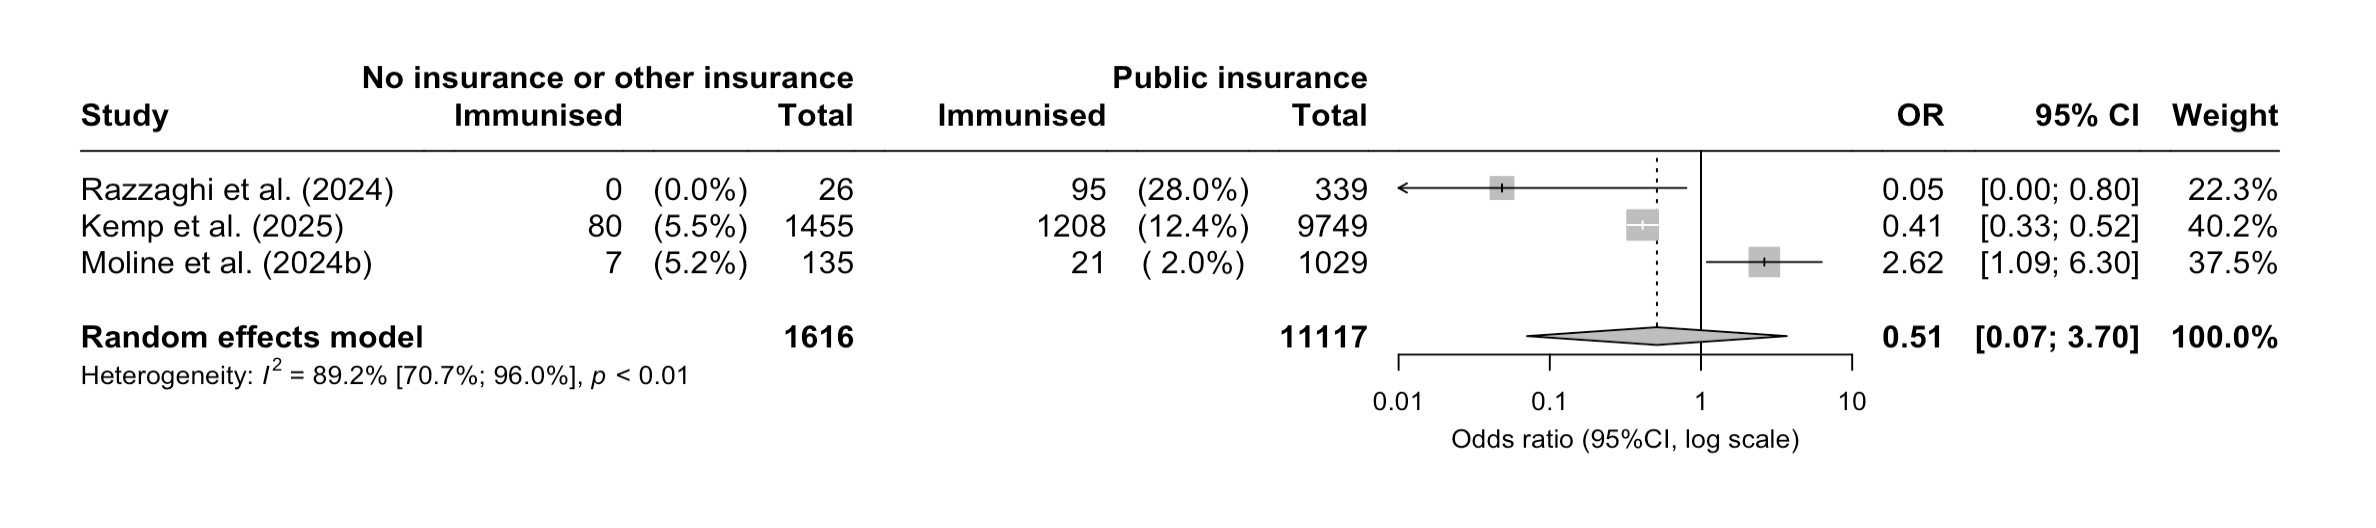 No insurance or other insurance Public insurance
Study Immunised Total Immunised Total OR 95% CI Weight
Razzaghi et al. (2024) 0 (0.0%) 26 95 (28.0%) 339 0.05 [0.00; 0.80] 22.3%
Kemp et al. (2025) 80 (5.5%) 1455 1208 (12.4%) 9749 0.41 [0.33; 0.52] 40.2%
Moline et al. (2024b) 7 (5.2%) 135 21 ( 2.0%) 1029 2.62 [1.09; 6.30] 37.5%
Random effects model 1616 11117 0.51 [0.07; 3.70] 100.0%
Heterogeneity: I² = 89.2% [70.7%; 96.0%], p < 0.01
0.01 0.1 1 10
Odds ratio (95%CI, log scale)